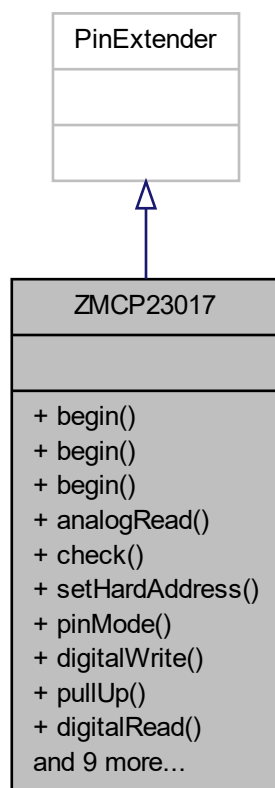 PinExtender
ZMCP23017
+ begin()
+ begin()
+ begin()
+ analogRead()
+ check()
+ setHardAddress()
+ pinMode()
+ digitalWrite()
+ pullUp()
+ digitalRead()
and 9 more...